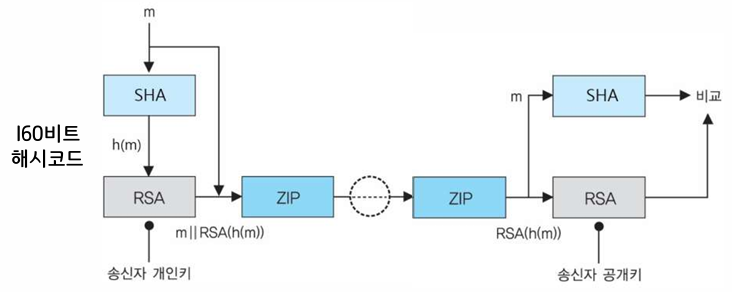 m
SHA
160비트
해시코드
h(m)
RSA
ZIP
m||RSA(h(m))
송신자 개인키
ZIP
m
SHA
비교
RSA(h(m))
RSA
송신자 공개키